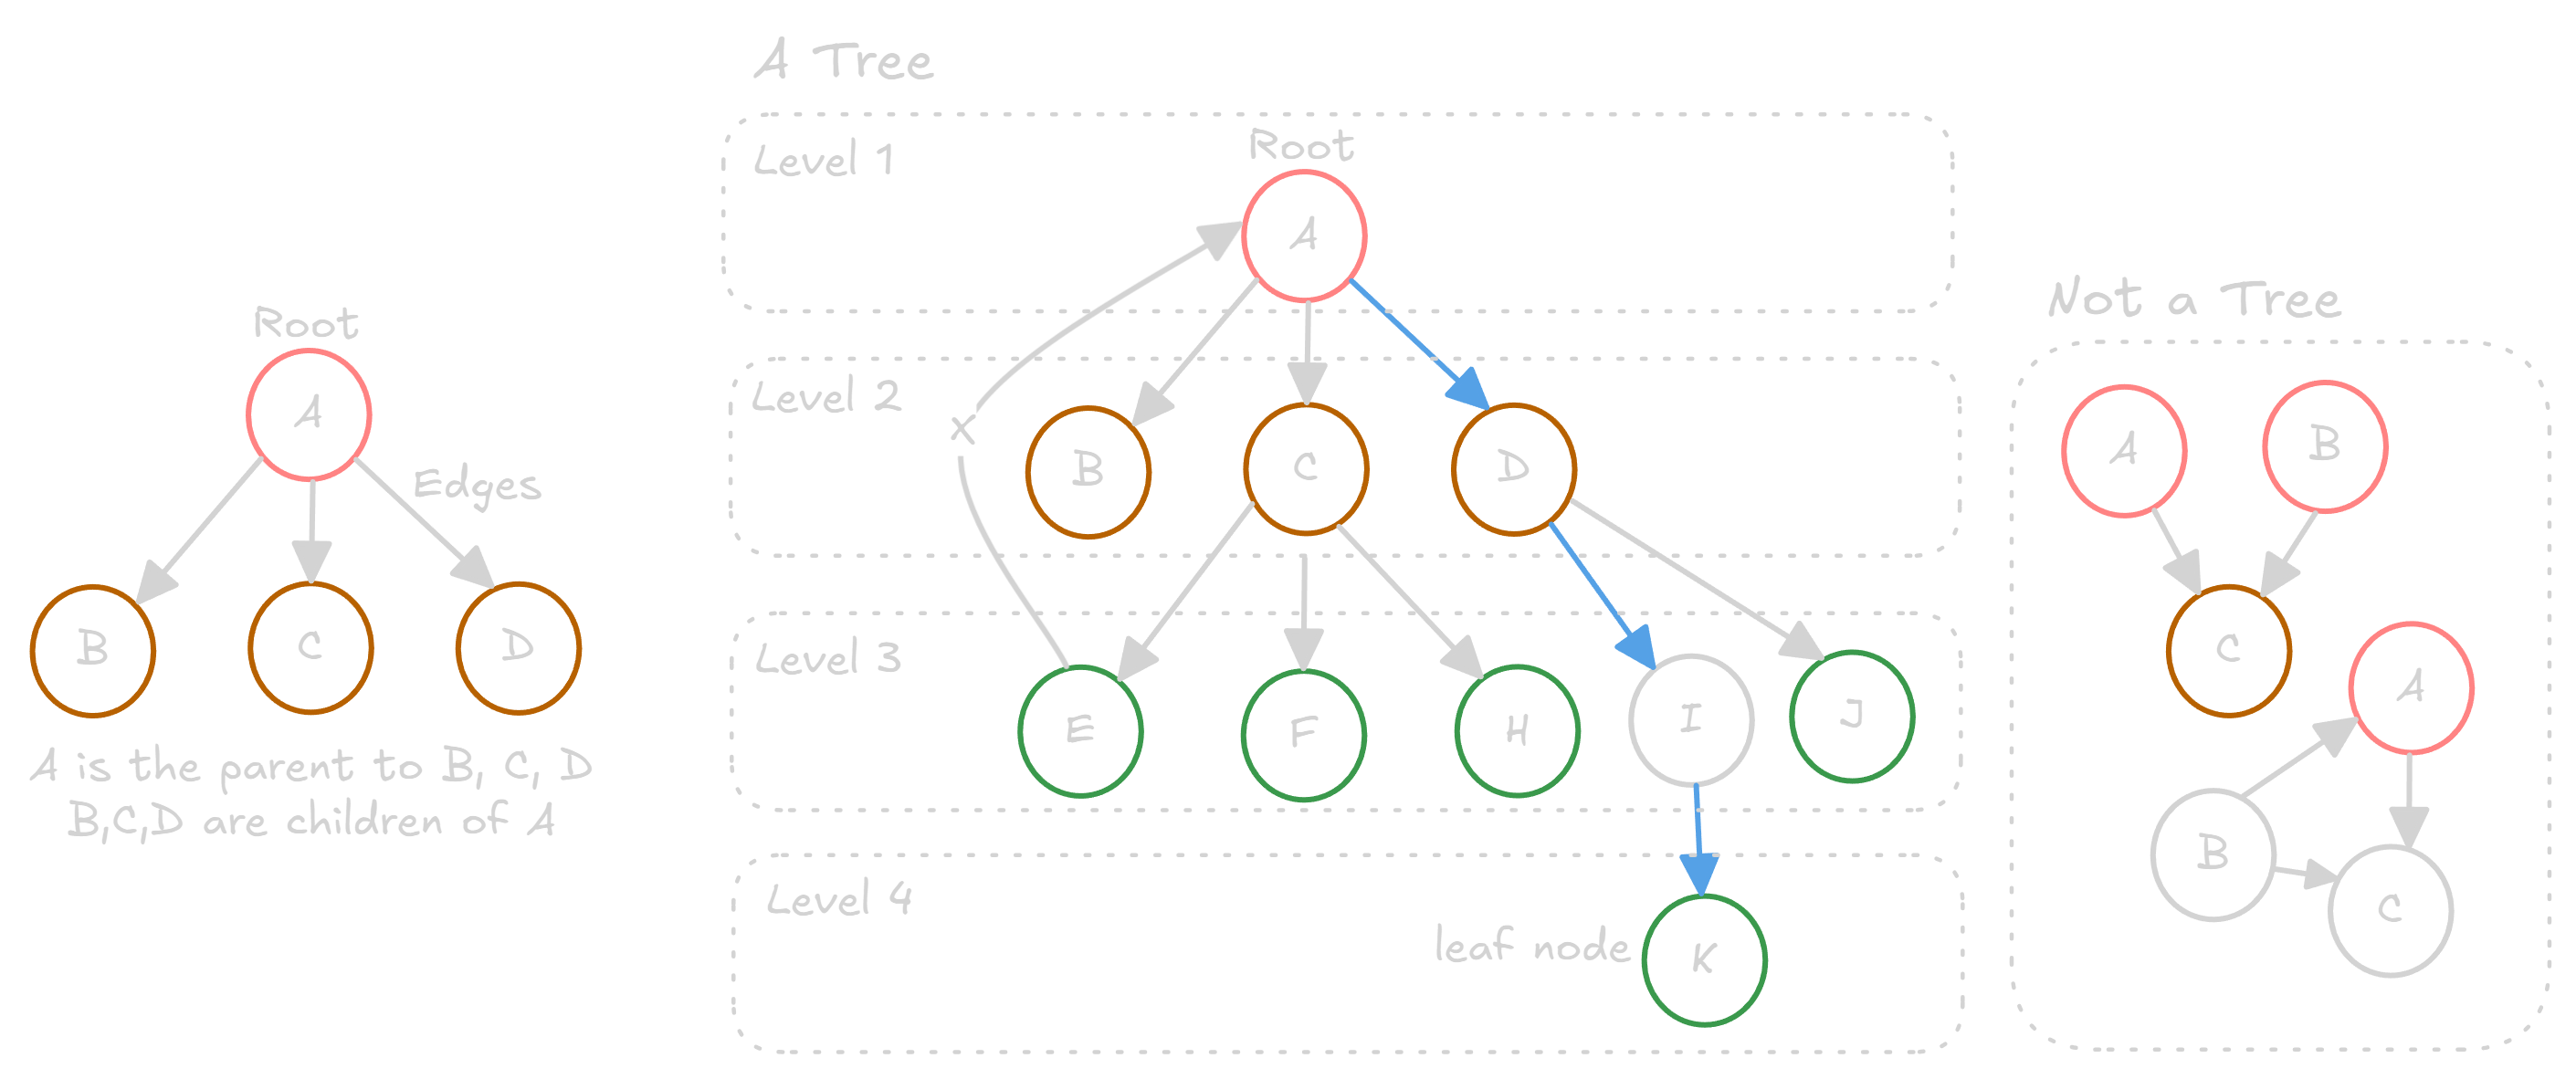 Root
A
Edges
B
C
D
A is the parent to B, C, D
B,C,D are children of A
A Tree
Level 1
Root
A
Level 2
x
B
C
D
Level 3
E
F
H
I
J
Level 4
leaf node
K
Not a Tree
A
B
C
A
B
C